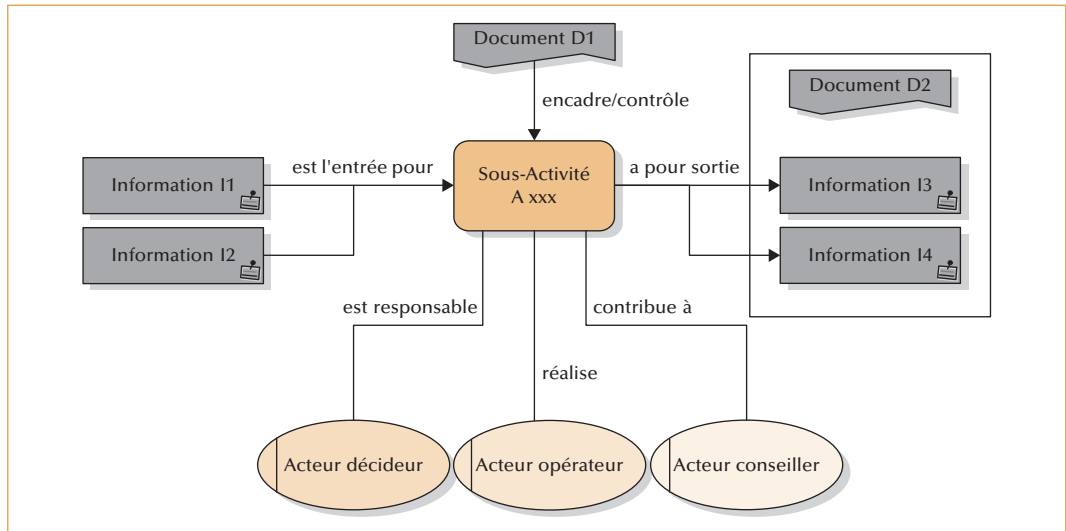 Document D1
Document D2
encadre/contrôle
est l'entrée pour
Sous-Activité
A xxx
a pour sortie
Information I1
Information I3
Information I2
Information I4
est responsable
contribue à
réalise
Acteur décideur
Acteur opérateur
Acteur conseiller